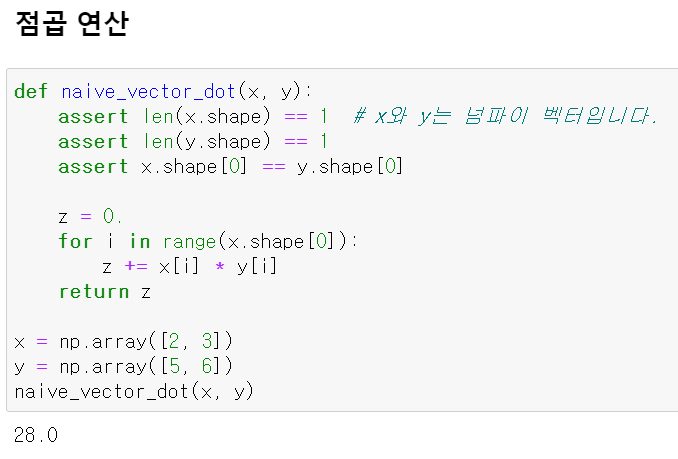 점곱 연산
def naive_vector_dot(x, y):
    assert len(x.shape) == 1  # x와 y는 넘파이 벡터입니다.
    assert len(y.shape) == 1
    assert x.shape[0] == y.shape[0]

    z = 0.
    for i in range(x.shape[0]):
        z += x[i] * y[i]
    return z

x = np.array([2, 3])
y = np.array([5, 6])
naive_vector_dot(x, y)
28.0